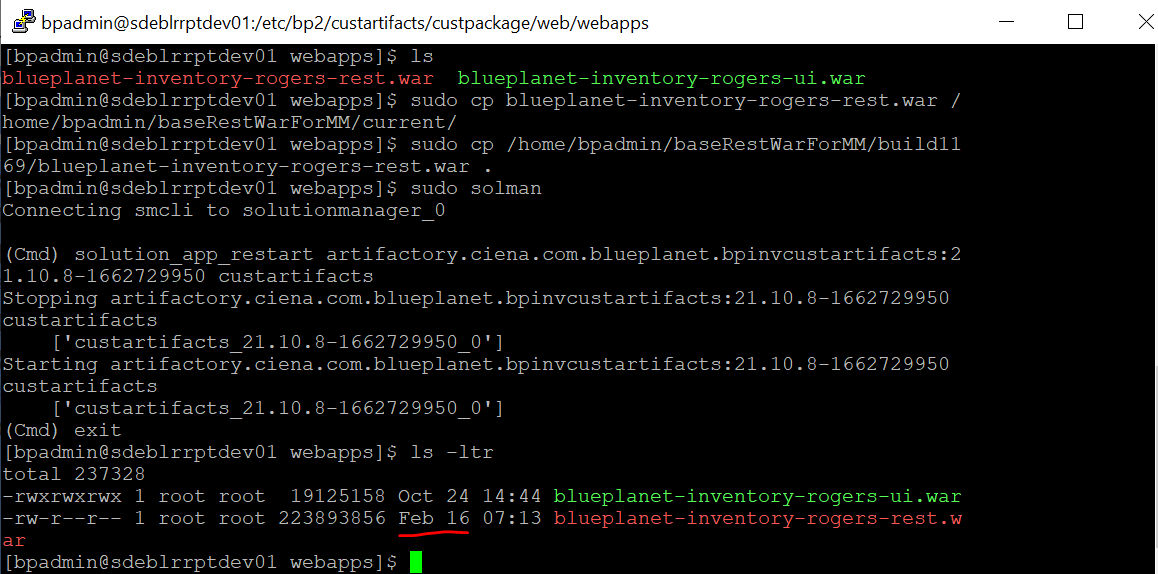 bpadmin@sdeblrrptdev01:/etc/bp2/custartifacts/custpackage/web/webapps
[bpadmin@sdeblrrptdev01 webapps]$ ls
blueplanet-inventory-rogers-rest.war  blueplanet-inventory-rogers-ui.war
[bpadmin@sdeblrrptdev01 webapps]$ sudo cp blueplanet-inventory-rogers-rest.war /
home/bpadmin/baseRestWarForMM/current/
[bpadmin@sdeblrrptdev01 webapps]$ sudo cp /home/bpadmin/baseRestWarForMM/build11
69/blueplanet-inventory-rogers-rest.war .
[bpadmin@sdeblrrptdev01 webapps]$ sudo solman
Connecting smcli to solutionmanager_0
(Cmd) solution_app_restart artifactory.ciena.com.blueplanet.bpinvcustartifacts:2
1.10.8-1662729950 custartifacts
Stopping artifactory.ciena.com.blueplanet.bpinvcustartifacts:21.10.8-1662729950
custartifacts
    ['custartifacts_21.10.8-1662729950_0']
Starting artifactory.ciena.com.blueplanet.bpinvcustartifacts:21.10.8-1662729950
custartifacts
    ['custartifacts_21.10.8-1662729950_0']
(Cmd) exit
[bpadmin@sdeblrrptdev01 webapps]$ ls -ltr
total 237328
-rwxrwxrwx 1 root root  19125158 Oct 24 14:44 blueplanet-inventory-rogers-ui.war
-rw-r--r-- 1 root root 223893856 Feb 16 07:13 blueplanet-inventory-rogers-rest.w
ar
[bpadmin@sdeblrrptdev01 webapps]$